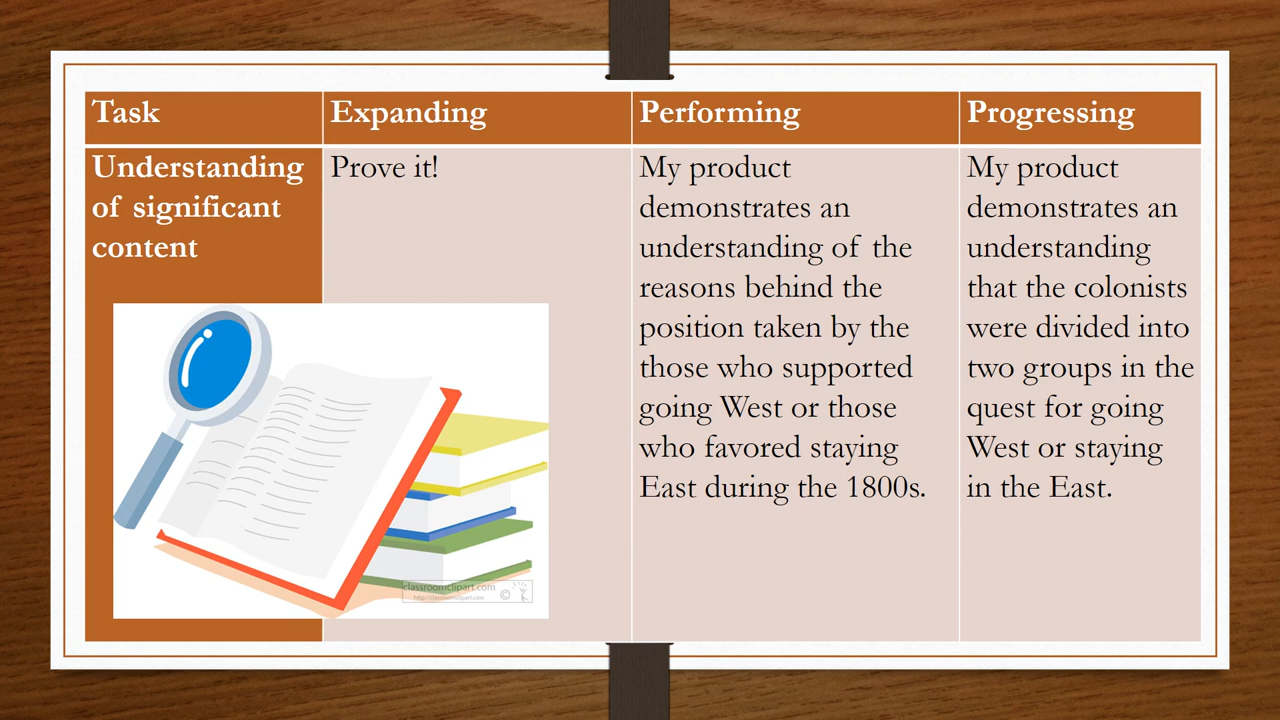 Task
Expanding
Performing
Progressing
Understanding
of significant
content
Prove it!
My product
demonstrates an
understanding of the
reasons behind the
position taken by the
those who supported
going West or those
who favored staying
East during the 1800s.
My product
demonstrates an
understanding
that the colonists
were divided into
two groups in the
quest for going
West or staying
in the East.
classroomclipart.com
http://classroomclipart.com
©